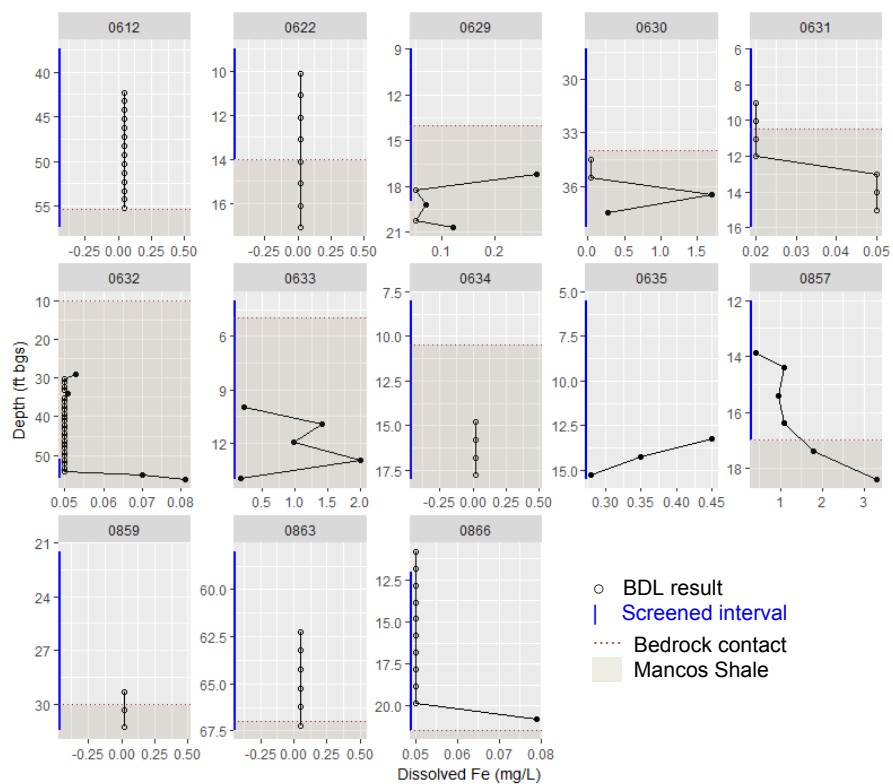 0612 0622 0629 0630 0631
40 45 50 55
10 12 14 16
9 12 15 18 21
30 33 36
6 8 10 12 14 16
-0.25 0.00 0.25 0.50 -0.25 0.00 0.25 0.50 0.1 0.2 0.0 0.5 1.0 1.5 0.02 0.03 0.04 0.05
0632 0633 0634 0635 0857
10 20 30 40 50
6 9 12
7.5 10.0 12.5 15.0 17.5
5.0 7.5 10.0 12.5 15.0
12 14 16 18
0.05 0.06 0.07 0.08 0.5 1.0 1.5 2.0 -0.25 0.00 0.25 0.50 0.30 0.35 0.40 0.45 1 2 3
0859 0863 0866
21 24 27 30
60.0 62.5 65.0 67.5
12.5 15.0 17.5 20.0
-0.25 0.00 0.25 0.50 -0.25 0.00 0.25 0.50 0.05 0.06 0.07 0.08
Depth (ft bgs)
Dissolved Fe (mg/L)
BDL result
Screened interval
Bedrock contact
Mancos Shale